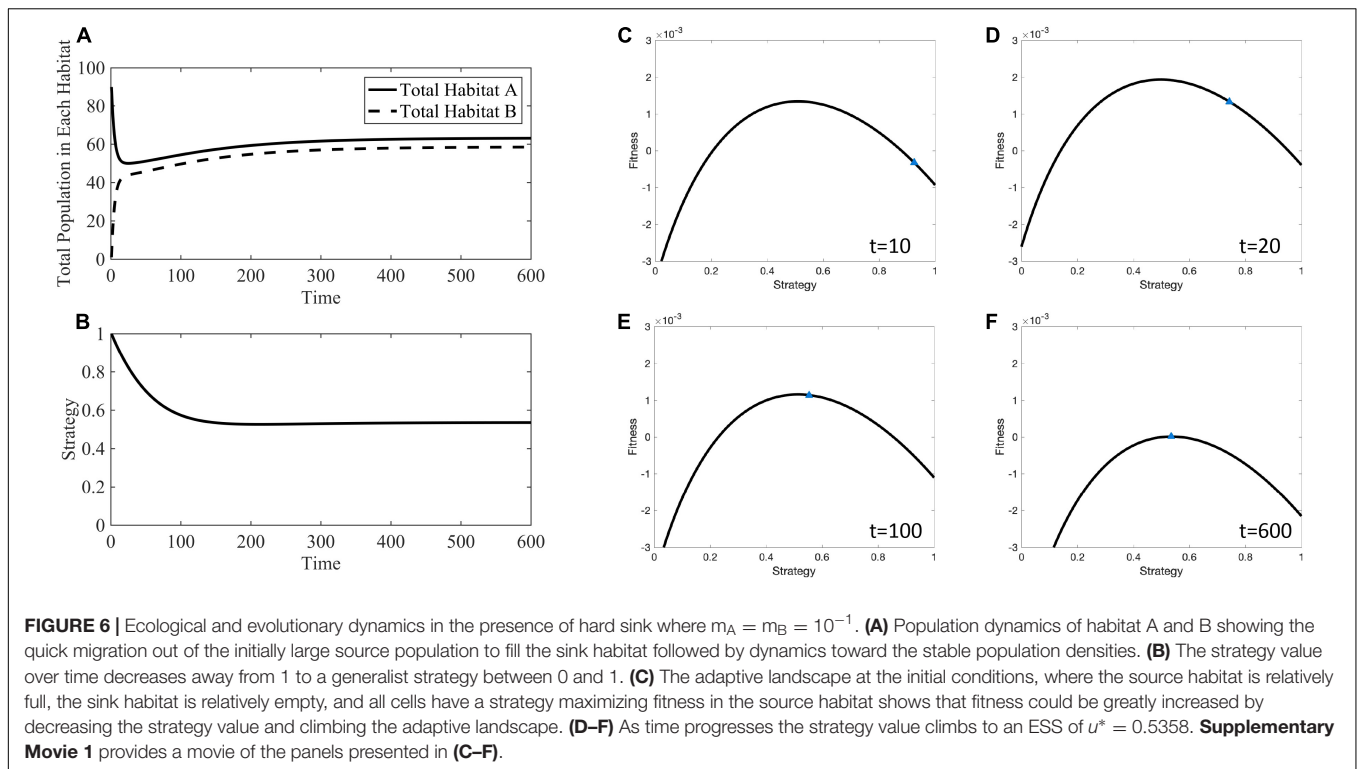 A
Total Population in Each Habitat
100
80
60
40
20
0
Total Habitat A
Total Habitat B
0 100 200 300 400 500 600
Time
B
Strategy
1
0.8
0.6
0.4
0.2
0
0 100 200 300 400 500 600
Time
C
×10⁻³
Fitness
3
2
1
0
-1
-2
-3
t=10
0 0.2 0.4 0.6 0.8 1
Strategy
D
×10⁻³
Fitness
3
2
1
0
-1
-2
-3
t=20
0 0.2 0.4 0.6 0.8 1
Strategy
E
×10⁻³
Fitness
3
2
1
0
-1
-2
-3
t=100
0 0.2 0.4 0.6 0.8 1
Strategy
F
×10⁻³
Fitness
3
2
1
0
-1
-2
-3
t=600
0 0.2 0.4 0.6 0.8 1
Strategy
FIGURE 6 | Ecological and evolutionary dynamics in the presence of hard sink where mA = mB = 10⁻¹. (A) Population dynamics of habitat A and B showing the
quick migration out of the initially large source population to fill the sink habitat followed by dynamics toward the stable population densities. (B) The strategy value
over time decreases away from 1 to a generalist strategy between 0 and 1. (C) The adaptive landscape at the initial conditions, where the source habitat is relatively
full, the sink habitat is relatively empty, and all cells have a strategy maximizing fitness in the source habitat shows that fitness could be greatly increased by
decreasing the strategy value and climbing the adaptive landscape. (D–F) As time progresses the strategy value climbs to an ESS of u* = 0.5358. Supplementary
Movie 1 provides a movie of the panels presented in (C–F).